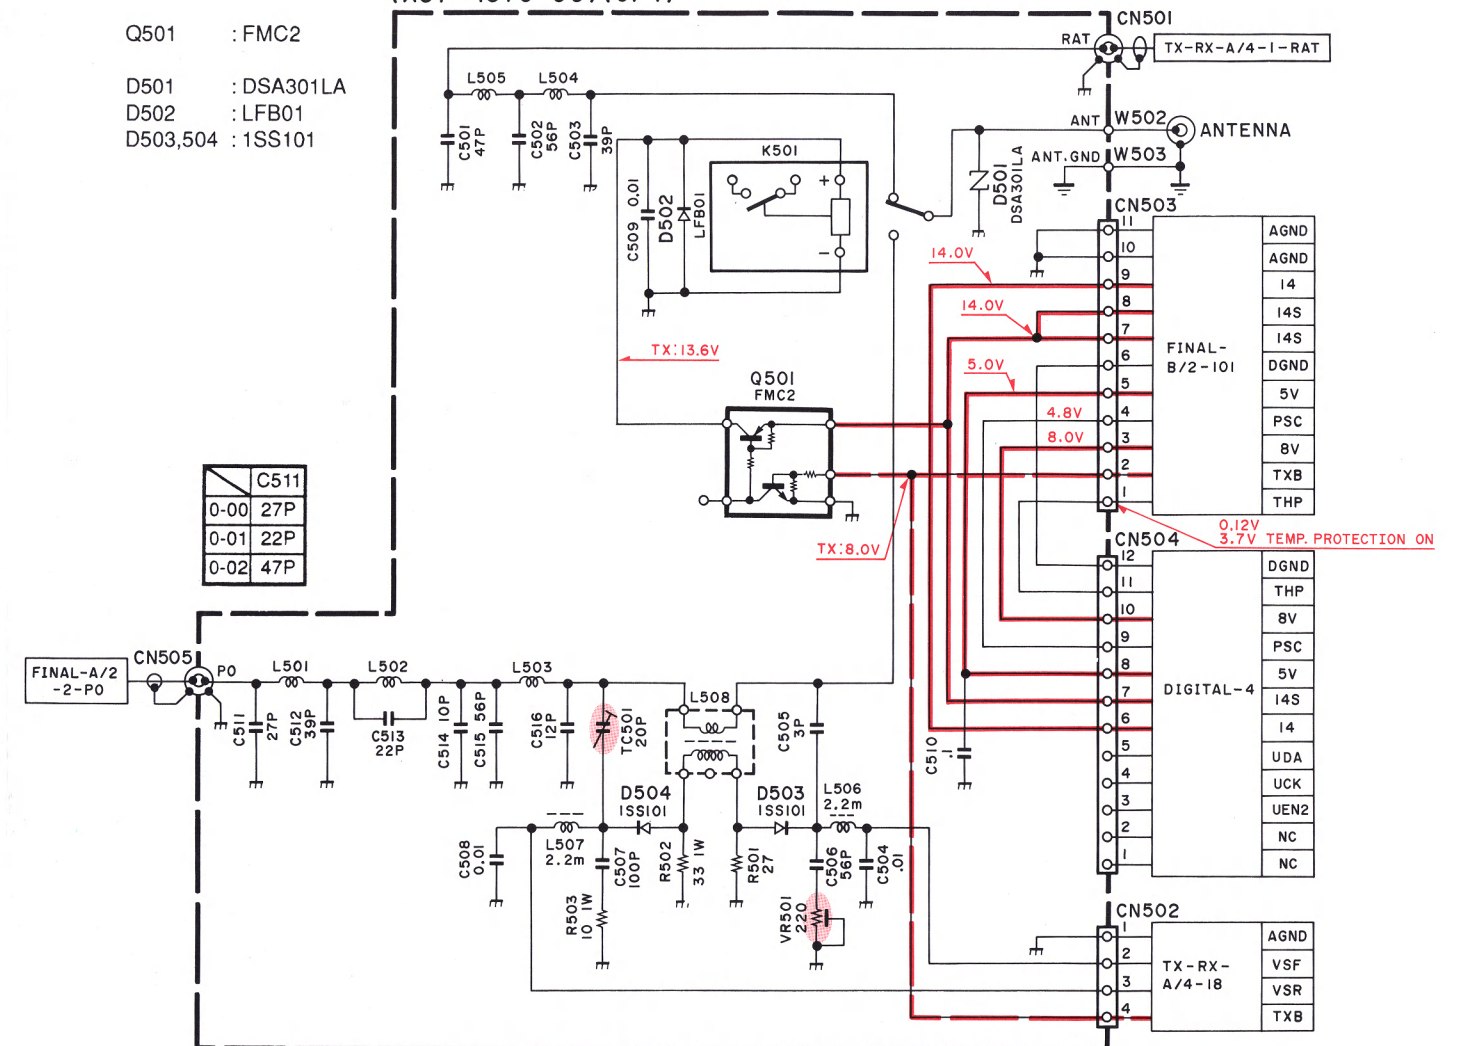 Q501 : FMC2
D501 : DSA301LA
D502 : LFB01
D503,504 : 1SS101
CN501
RAT
TX-RX-A/4-1-RAT
L505
L504
C501
47P
C502
56P
C503
39P
ANT
W502
ANTENNA
ANT.GND
W503
D501
DSA301LA
K501
+
-
C509 0.01
D502
LFB01
CN503
11
AGND
10
AGND
9
14
8
14S
7
14S
6
DGND
5
5V
4
PSC
3
8V
2
TXB
1
THP
FINAL-
B/2-101
14.0V
14.0V
5.0V
4.8V
8.0V
TX:13.6V
Q501
FMC2
TX:8.0V
0.12V
3.7V TEMP. PROTECTION ON
C511
0-00 27P
0-01 22P
0-02 47P
CN504
12
DGND
11
THP
10
8V
9
PSC
8
5V
7
14S
6
14
5
UDA
4
UCK
3
UEN2
2
NC
1
NC
DIGITAL-4
FINAL-A/2
-2-PO
CN505
PO
L501
L502
L503
C511
27P
C512
39P
C513
22P
C514 10P
C515 56P
C516
12P
TC501
20P
L508
C505
3P
C510
.1
D504
1SS101
D503
1SS101
L506
2.2m
L507
2.2m
C508
0.01
C507
100P
R502
33 1W
R501
27
C506
56P
C504
.01
R503
10 1W
VR501
220
CN502
1
AGND
2
VSF
3
VSR
4
TXB
TX-RX-
A/4-18